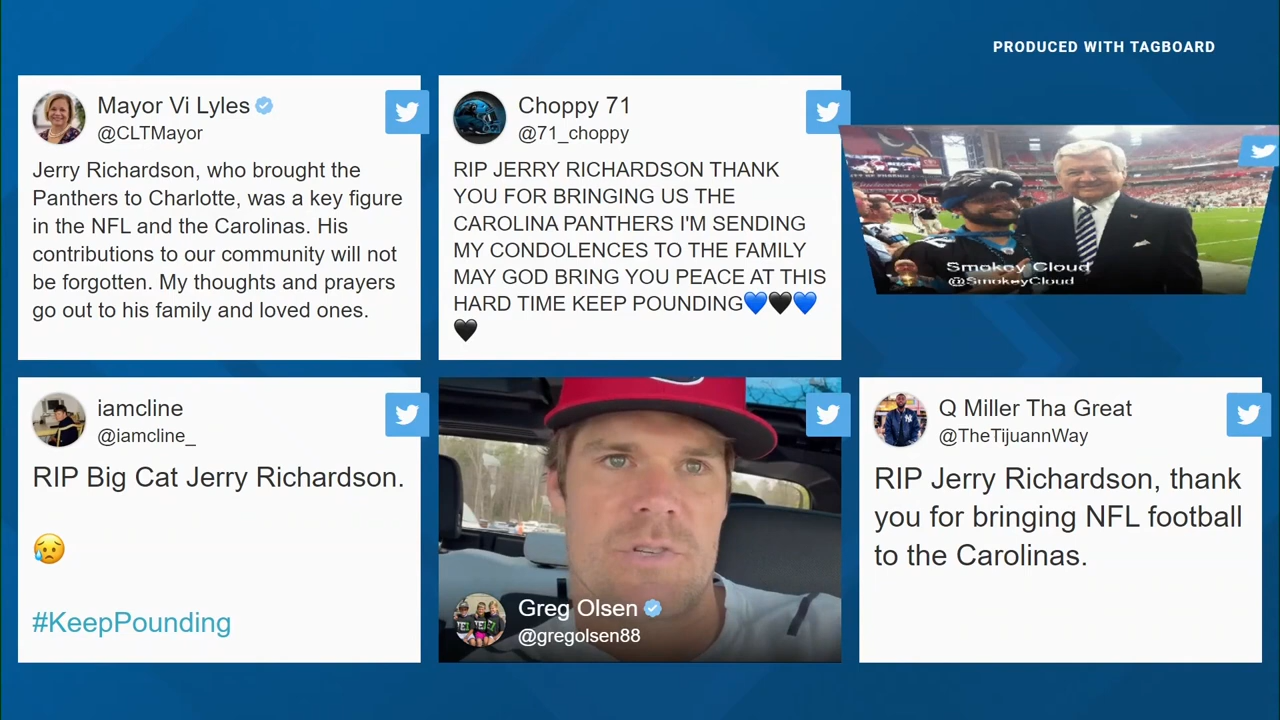 PRODUCED WITH TAGBOARD
Mayor Vi Lyles
@CLTMayor
Jerry Richardson, who brought the
Panthers to Charlotte, was a key figure
in the NFL and the Carolinas. His
contributions to our community will not
be forgotten. My thoughts and prayers
go out to his family and loved ones.
Choppy 71
@71_choppy
RIP JERRY RICHARDSON THANK
YOU FOR BRINGING US THE
CAROLINA PANTHERS I'M SENDING
MY CONDOLENCES TO THE FAMILY
MAY GOD BRING YOU PEACE AT THIS
HARD TIME KEEP POUNDING💙🖤💙
🖤
Smokey Cloud
@SmokeyCloud
iamcline
@iamcline_
RIP Big Cat Jerry Richardson.
😥
#KeepPounding
Greg Olsen
@gregolsen88
Q Miller Tha Great
@TheTijuannWay
RIP Jerry Richardson, thank
you for bringing NFL football
to the Carolinas.